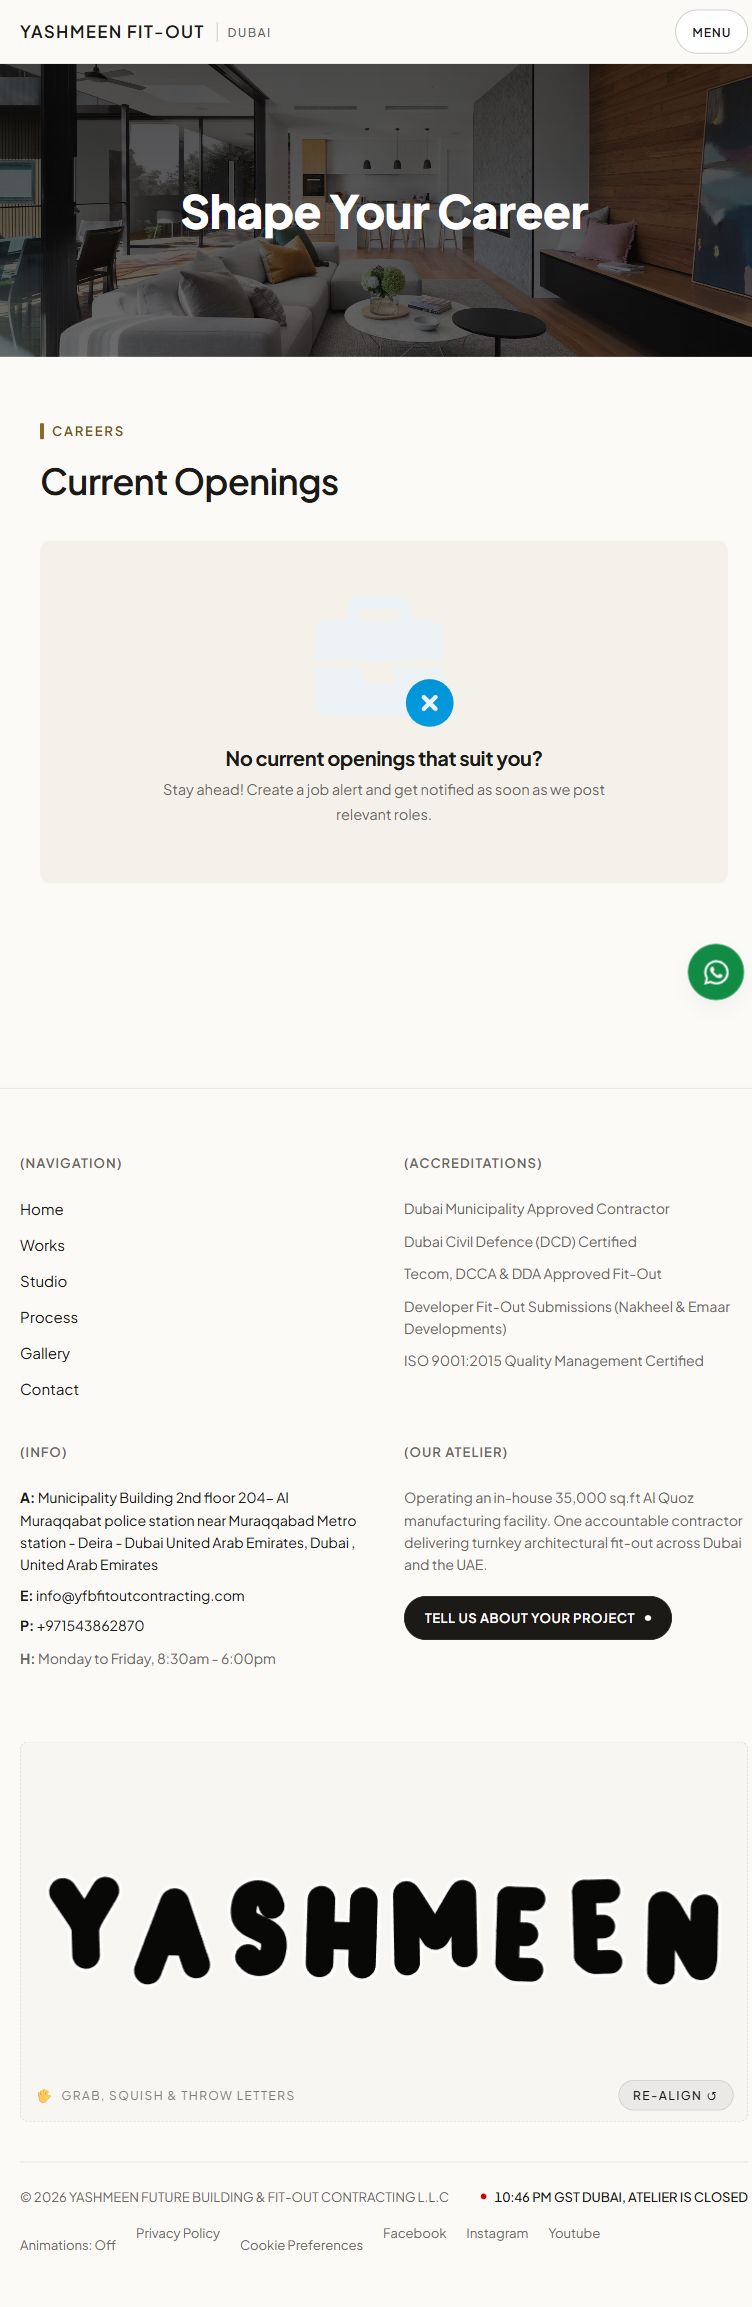 YASHMEEN FIT-OUT
DUBAI
MENU
Shape Your Career
CAREERS
Current Openings
No current openings that suit you?
Stay ahead! Create a job alert and get notified as soon as we post
relevant roles.
(NAVIGATION)
Home
Works
Studio
Process
Gallery
Contact
(ACCREDITATIONS)
Dubai Municipality Approved Contractor
Dubai Civil Defence (DCD) Certified
Tecom, DCCA & DDA Approved Fit-Out
Developer Fit-Out Submissions (Nakheel & Emaar
Developments)
ISO 9001:2015 Quality Management Certified
(INFO)
A: Municipality Building 2nd floor 204– Al
Muraqqabat police station near Muraqqabad Metro
station - Deira - Dubai United Arab Emirates, Dubai ,
United Arab Emirates
E: info@yfbfitoutcontracting.com
P: +971543862870
H: Monday to Friday, 8:30am - 6:00pm
(OUR ATELIER)
Operating an in-house 35,000 sq.ft Al Quoz
manufacturing facility. One accountable contractor
delivering turnkey architectural fit-out across Dubai
and the UAE.
TELL US ABOUT YOUR PROJECT
YASHMEEN
GRAB, SQUISH & THROW LETTERS
RE-ALIGN ↺
© 2026 YASHMEEN FUTURE BUILDING & FIT-OUT CONTRACTING L.L.C
10:46 PM GST DUBAI, ATELIER IS CLOSED
Animations: Off
Privacy Policy
Cookie Preferences
Facebook
Instagram
Youtube